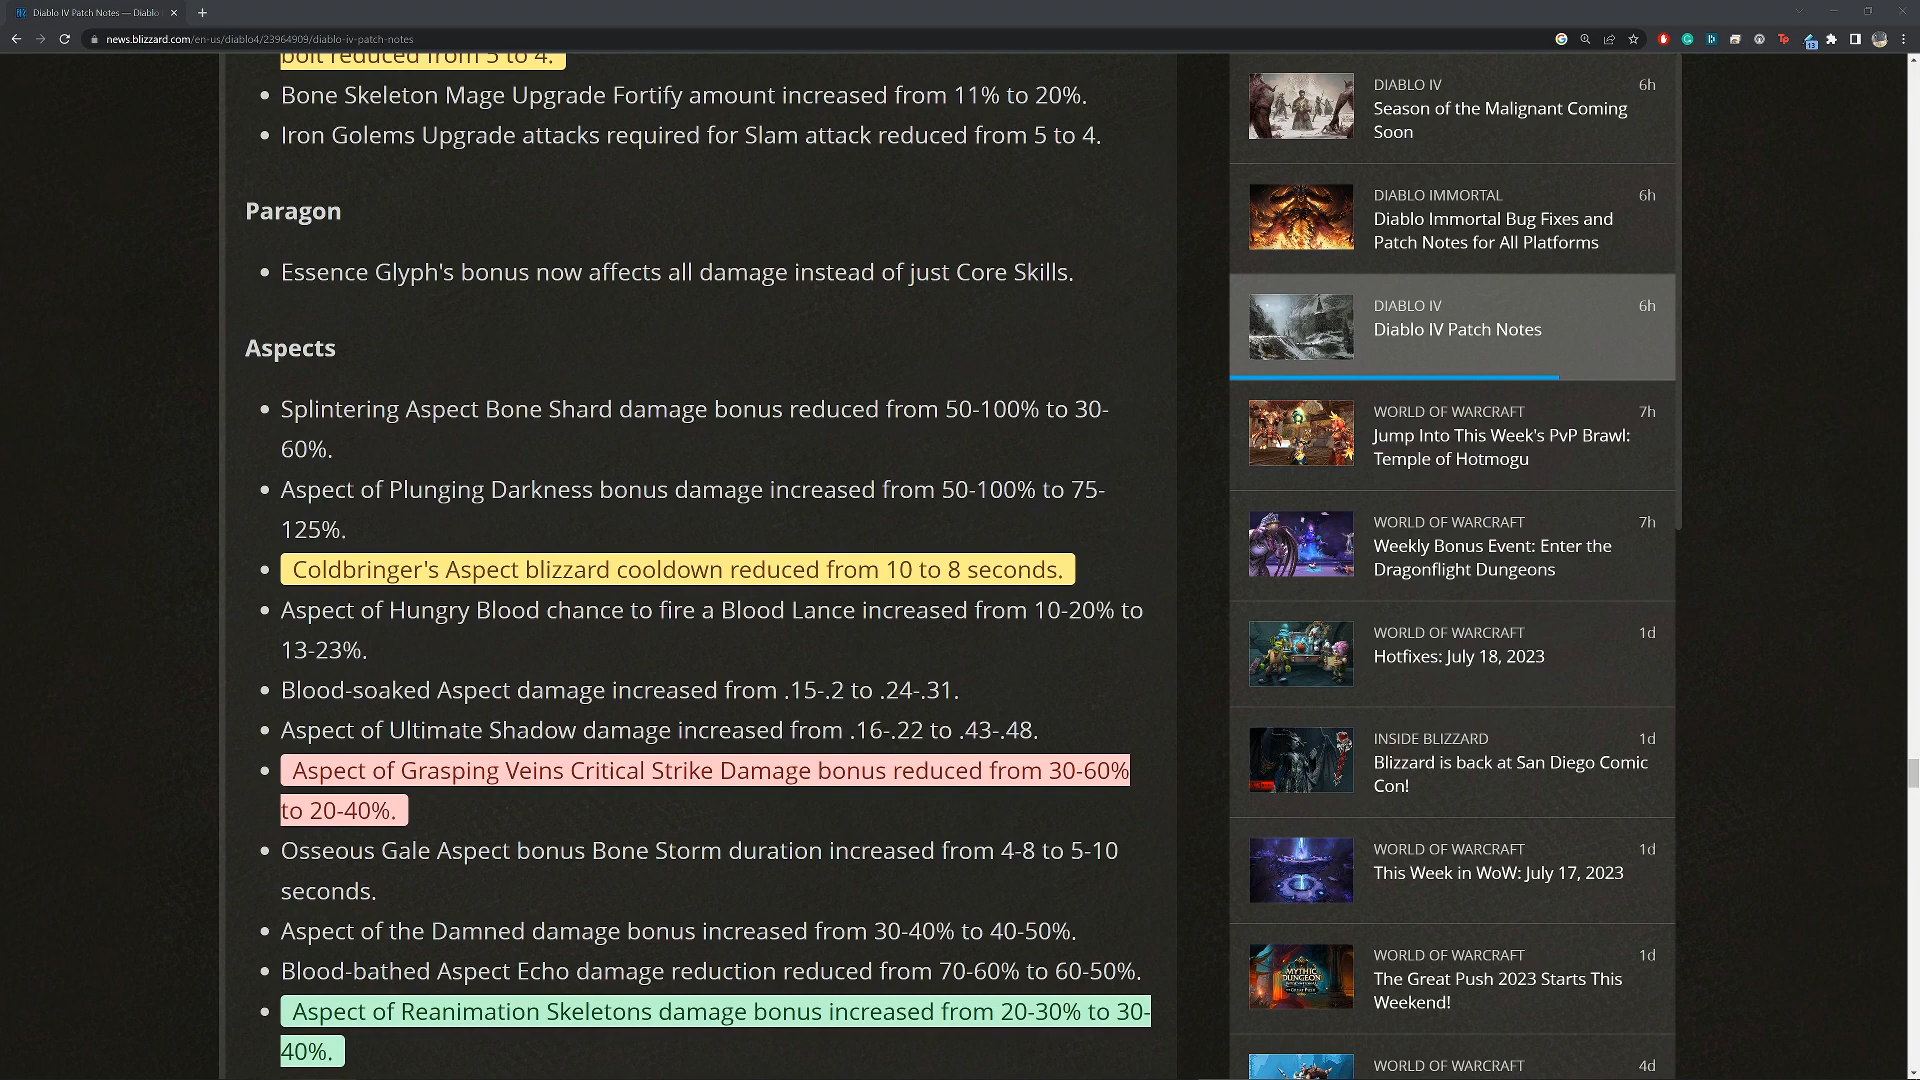 Diablo IV Patch Notes — Diablo
news.blizzard.com/en-us/diablo4/23964909/diablo-iv-patch-notes
13
bolt reduced from 5 to 4.
Bone Skeleton Mage Upgrade Fortify amount increased from 11% to 20%.
Iron Golems Upgrade attacks required for Slam attack reduced from 5 to 4.
Paragon
Essence Glyph's bonus now affects all damage instead of just Core Skills.
Aspects
Splintering Aspect Bone Shard damage bonus reduced from 50-100% to 30-
60%.
Aspect of Plunging Darkness bonus damage increased from 50-100% to 75-
125%.
Coldbringer's Aspect blizzard cooldown reduced from 10 to 8 seconds.
Aspect of Hungry Blood chance to fire a Blood Lance increased from 10-20% to
13-23%.
Blood-soaked Aspect damage increased from .15-.2 to .24-.31.
Aspect of Ultimate Shadow damage increased from .16-.22 to .43-.48.
Aspect of Grasping Veins Critical Strike Damage bonus reduced from 30-60%
to 20-40%.
Osseous Gale Aspect bonus Bone Storm duration increased from 4-8 to 5-10
seconds.
Aspect of the Damned damage bonus increased from 30-40% to 40-50%.
Blood-bathed Aspect Echo damage reduction reduced from 70-60% to 60-50%.
Aspect of Reanimation Skeletons damage bonus increased from 20-30% to 30-
40%.
DIABLO IV 6h
Season of the Malignant Coming
Soon
DIABLO IMMORTAL 6h
Diablo Immortal Bug Fixes and
Patch Notes for All Platforms
DIABLO IV 6h
Diablo IV Patch Notes
WORLD OF WARCRAFT 7h
Jump Into This Week's PvP Brawl:
Temple of Hotmogu
WORLD OF WARCRAFT 7h
Weekly Bonus Event: Enter the
Dragonflight Dungeons
WORLD OF WARCRAFT 1d
Hotfixes: July 18, 2023
INSIDE BLIZZARD 1d
Blizzard is back at San Diego Comic
Con!
WORLD OF WARCRAFT 1d
This Week in WoW: July 17, 2023
WORLD OF WARCRAFT 1d
MYTHIC
DUNGEON
The Great Push 2023 Starts This
Weekend!
WORLD OF WARCRAFT 4d